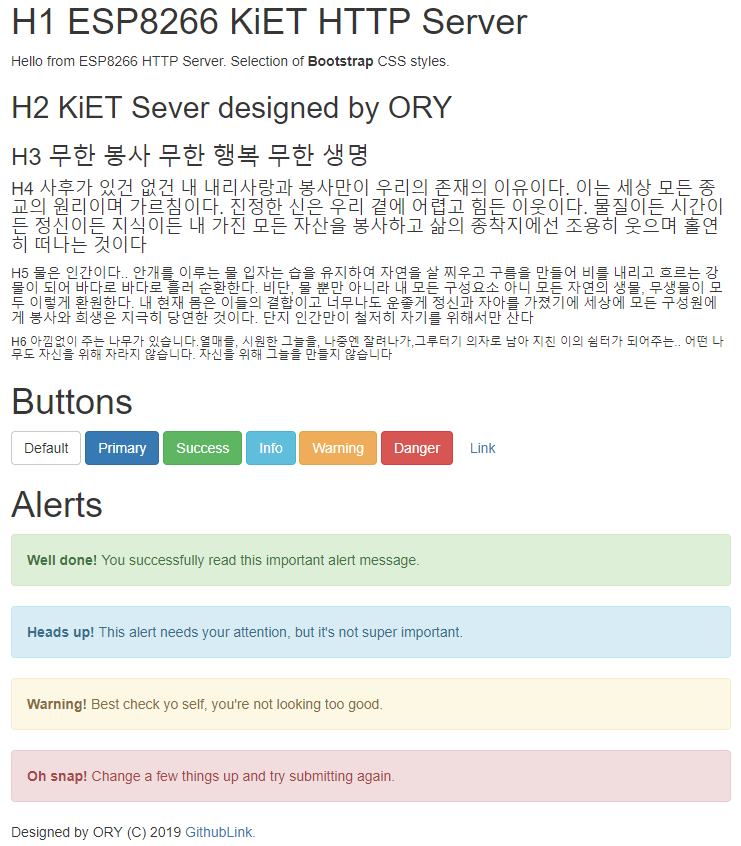 H1 ESP8266 KiET HTTP Server
Hello from ESP8266 HTTP Server. Selection of Bootstrap CSS styles.
H2 KiET Sever designed by ORY
H3 무한 봉사 무한 행복 무한 생명
H4 사후가 있건 없건 내 내리사랑과 봉사만이 우리의 존재의 이유이다. 이는 세상 모든 종
교의 원리이며 가르침이다. 진정한 신은 우리 곁에 어렵고 힘든 이웃이다. 물질이든 시간이
든 정신이든 지식이든 내 가진 모든 자산을 봉사하고 삶의 종착지에선 조용히 웃으며 홀연
히 떠나는 것이다
H5 물은 인간이다.. 안개를 이루는 물 입자는 습을 유지하여 자연을 살 찌우고 구름을 만들어 비를 내리고 흐르는 강
물이 되어 바다로 바다로 흘러 순환한다. 비단, 물 뿐만 아니라 내 모든 구성요소 아니 모든 자연의 생물, 무생물이 모
두 이렇게 환원한다. 내 현재 몸은 이들의 결합이고 너무나도 운좋게 정신과 자아를 가졌기에 세상에 모든 구성원에
게 봉사와 희생은 지극히 당연한 것이다. 단지 인간만이 철저히 자기를 위해서만 산다
H6 아낌없이 주는 나무가 있습니다.열매를, 시원한 그늘을, 나중엔 잘려나가,그루터기 의자로 남아 지친 이의 쉼터가 되어주는.. 어떤 나
무도 자신을 위해 자라지 않습니다. 자신을 위해 그늘을 만들지 않습니다
Buttons
Default Primary Success Info Warning Danger Link
Alerts
Well done! You successfully read this important alert message.
Heads up! This alert needs your attention, but it's not super important.
Warning! Best check yo self, you're not looking too good.
Oh snap! Change a few things up and try submitting again.
Designed by ORY (C) 2019 GithubLink.